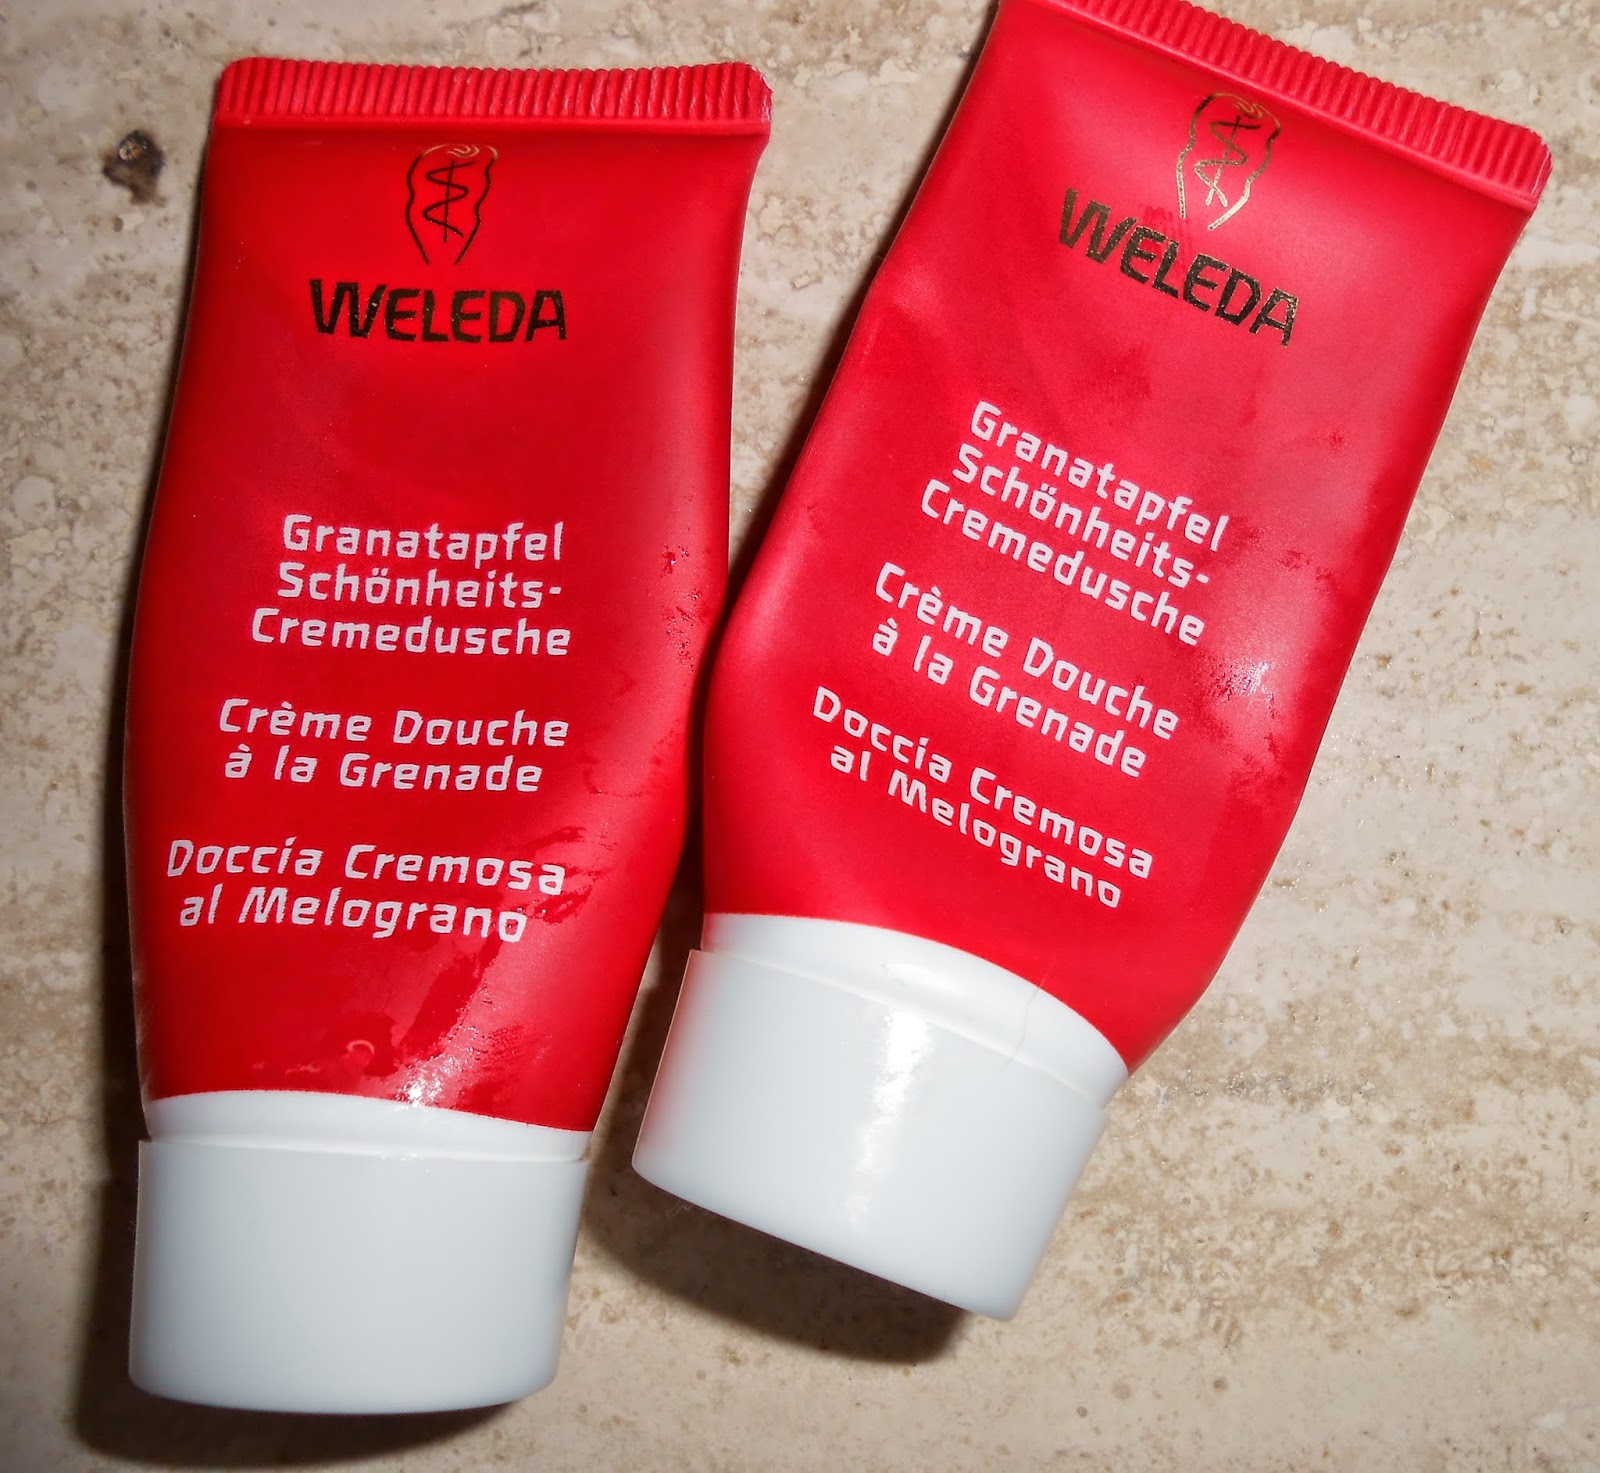 WELEDA
Granatapfel
Schönheits-
Cremedusche
Crème Douche
à la Grenade
Doccia Cremosa
al Melograno
WELEDA
Granatapfel
Schönheits-
Cremedusche
Crème Douche
à la Grenade
Doccia Cremosa
al Melograno